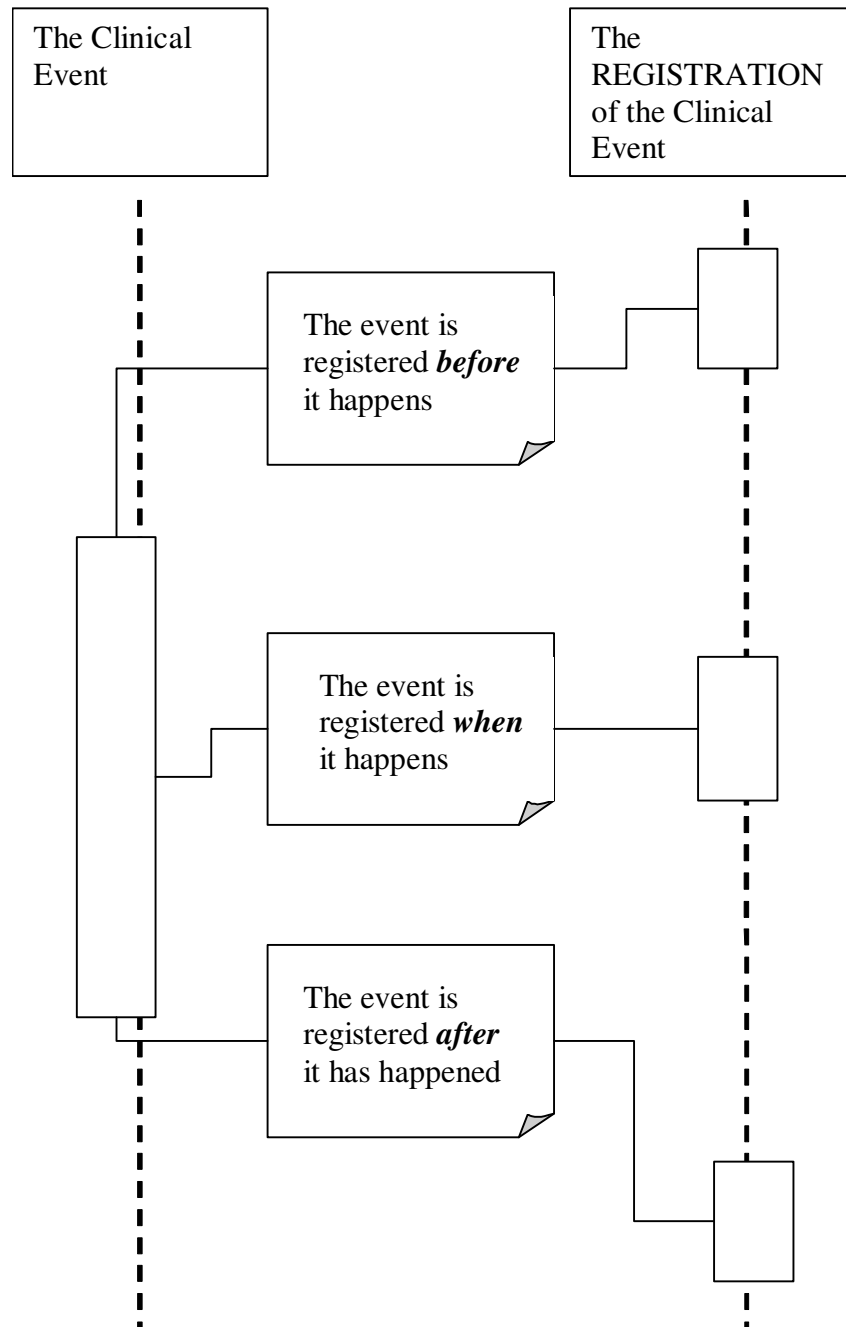 The Clinical
Event
The
REGISTRATION
of the Clinical
Event
The event is
registered before
it happens
The event is
registered when
it happens
The event is
registered after
it has happened